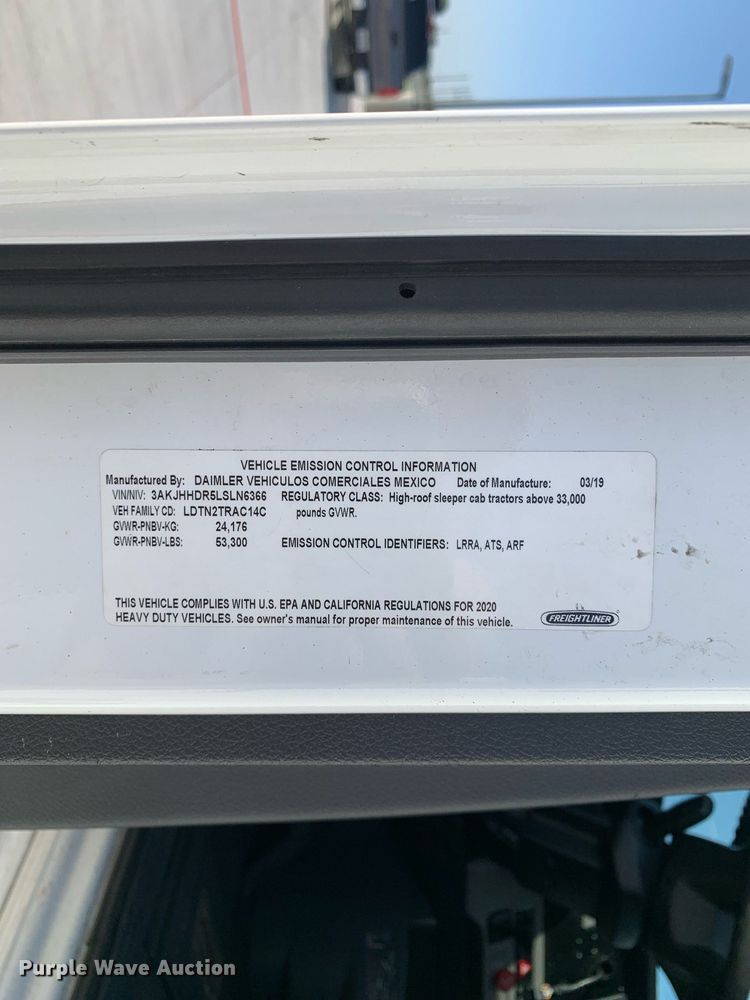 VEHICLE EMISSION CONTROL INFORMATION
Manufactured By: DAIMLER VEHICULOS COMERCIALES MEXICO Date of Manufacture: 03/19
VIN/NIV: 3AKJHHDR5LSLN6366 REGULATORY CLASS: High-roof sleeper cab tractors above 33,000
VEH FAMILY CD: LDTN2TRAC14C pounds GVWR.
GVWR-PNBV-KG: 24,176
GVWR-PNBV-LBS: 53,300 EMISSION CONTROL IDENTIFIERS: LRRA, ATS, ARF
THIS VEHICLE COMPLIES WITH U.S. EPA AND CALIFORNIA REGULATIONS FOR 2020
HEAVY DUTY VEHICLES. See owner's manual for proper maintenance of this vehicle.
FREIGHTLINER
Purple Wave Auction